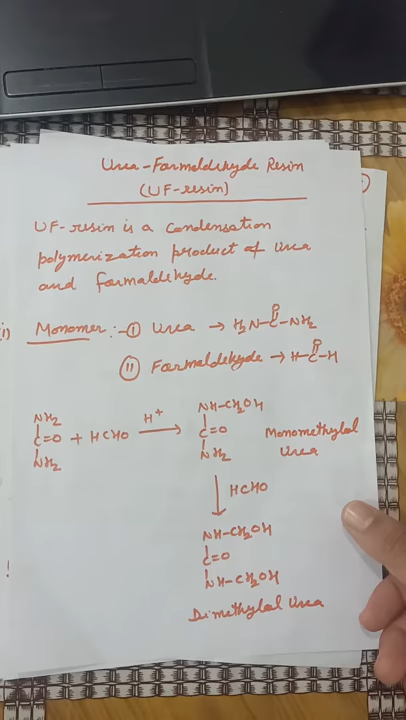 Urea-Formaldehyde Resin
(UF-resin)
UF-resin is a condensation
polymerization product of Urea
and formaldehyde.
i) Monomer :- (I) Urea → H₂N-C-NH₂
O
(II) Formaldehyde → H-C-H
O
NH₂
C=O + HCHO
NH₂
H⁺
NH-CH₂OH
C=O
NH₂
Monomethylol
Urea
HCHO
NH-CH₂OH
C=O
NH-CH₂OH
Dimethylol Urea